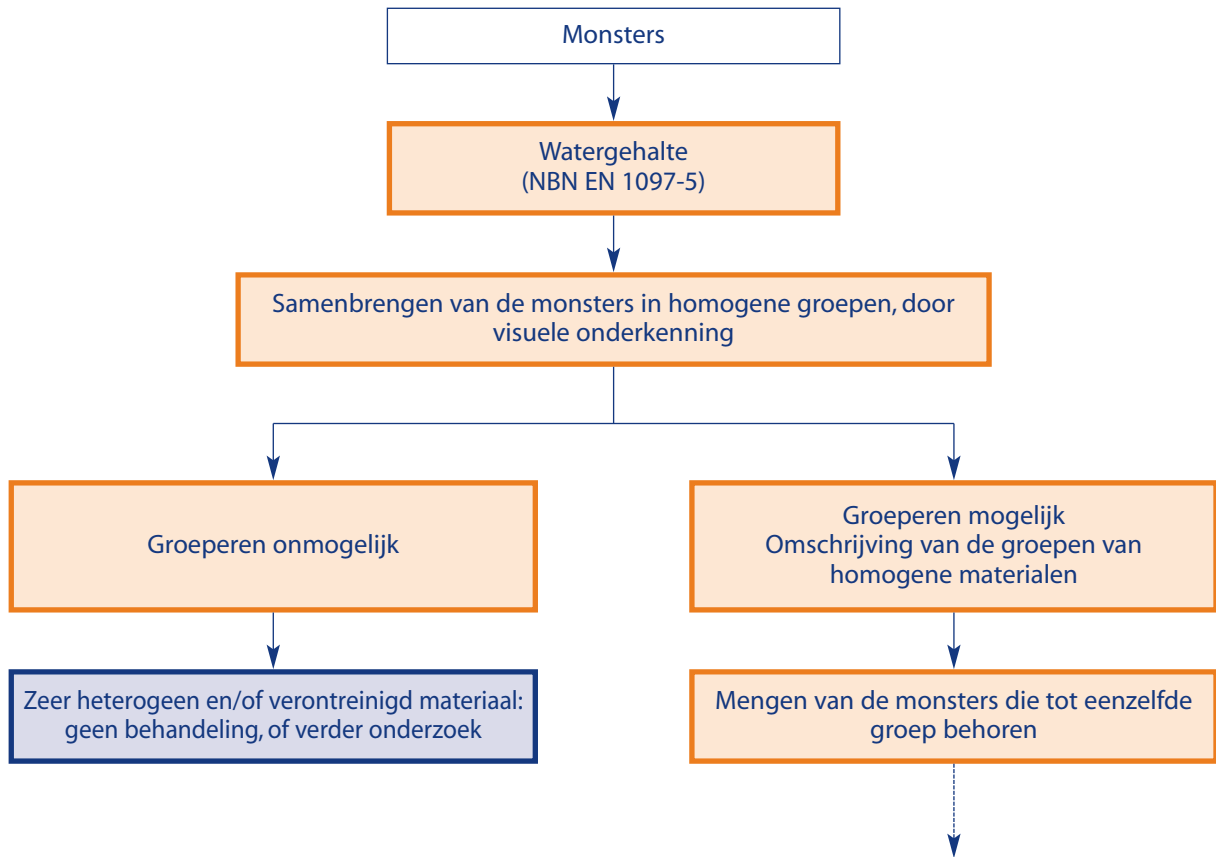 Monsters
Watergehalte
(NBN EN 1097-5)
Samenbrengen van de monsters in homogene groepen, door
visuele onderkenning
Groeperen onmogelijk
Groeperen mogelijk
Omschrijving van de groepen van
homogene materialen
Zeer heterogeen en/of verontreinigd materiaal:
geen behandeling, of verder onderzoek
Mengen van de monsters die tot eenzelfde
groep behoren